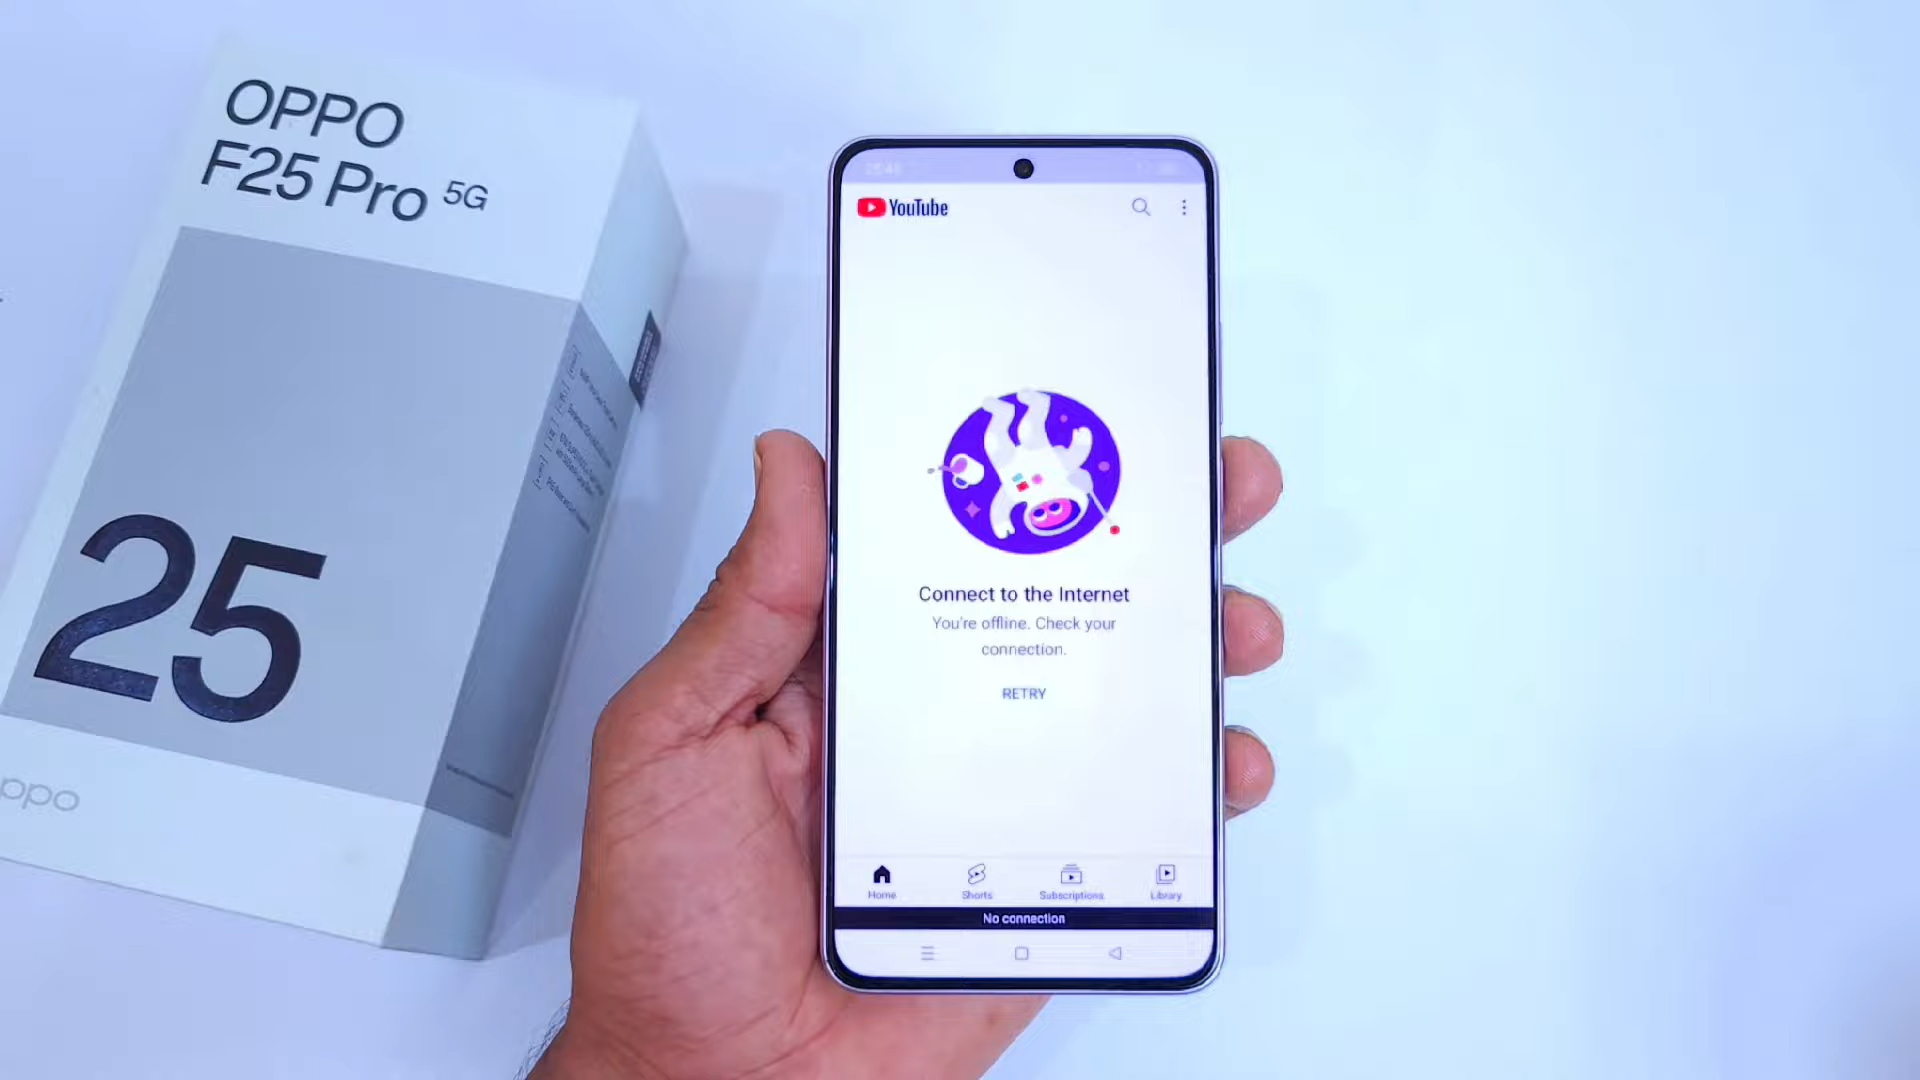 OPPO
F25 Pro 5G
25
oppo
YouTube
Connect to the Internet
You're offline. Check your
connection.
RETRY
Home
Shorts
Subscriptions
Library
No connection